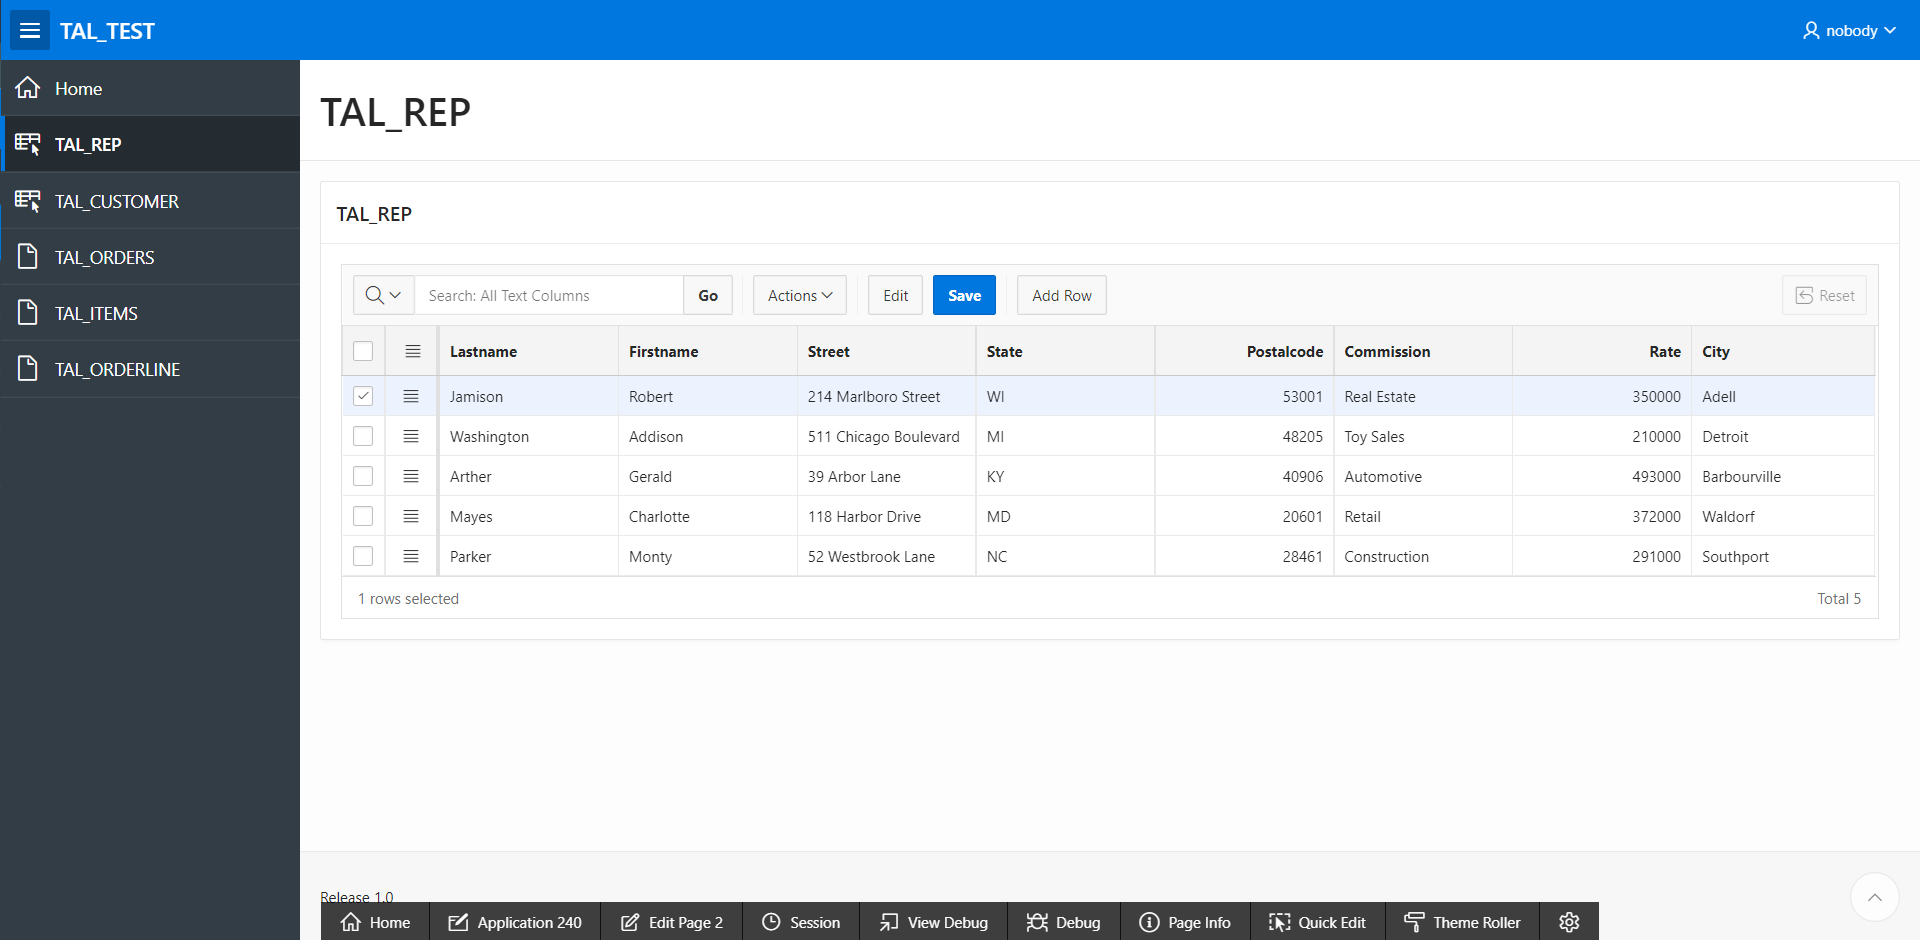 TAL_TEST
nobody
Home
TAL_REP
TAL_CUSTOMER
TAL_ORDERS
TAL_ITEMS
TAL_ORDERLINE
TAL_REP
TAL_REP
Search: All Text Columns Go Actions Edit Save Add Row Reset
Lastname Firstname Street State Postalcode Commission Rate City
Jamison Robert 214 Marlboro Street WI 53001 Real Estate 350000 Adell
Washington Addison 511 Chicago Boulevard MI 48205 Toy Sales 210000 Detroit
Arther Gerald 39 Arbor Lane KY 40906 Automotive 493000 Barbourville
Mayes Charlotte 118 Harbor Drive MD 20601 Retail 372000 Waldorf
Parker Monty 52 Westbrook Lane NC 28461 Construction 291000 Southport
1 rows selected Total 5
Release 1.0
Home Application 240 Edit Page 2 Session View Debug Debug Page Info Quick Edit Theme Roller